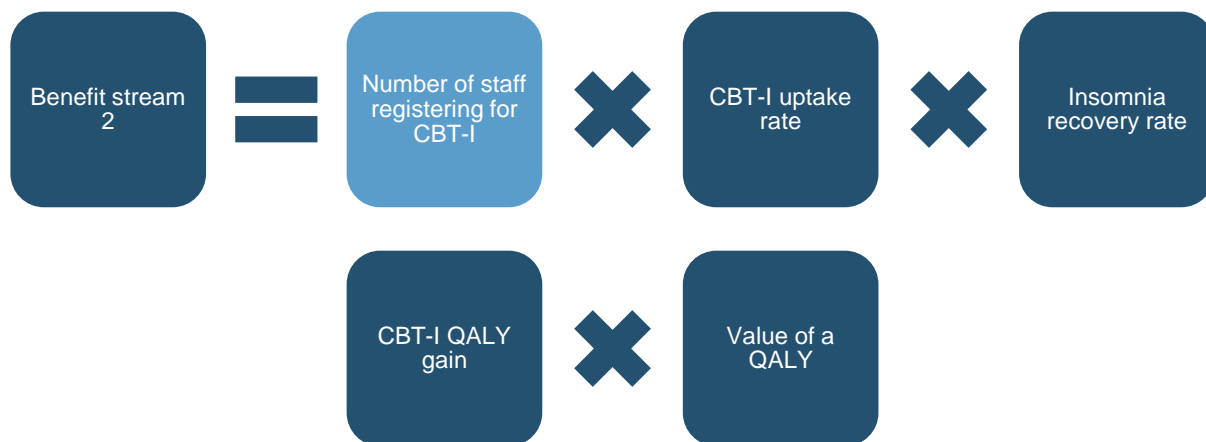 Benefit stream
2
Number of staff
registering for
CBT-I
CBT-I uptake
rate
Insomnia
recovery rate
CBT-I QALY
gain
Value of a
QALY